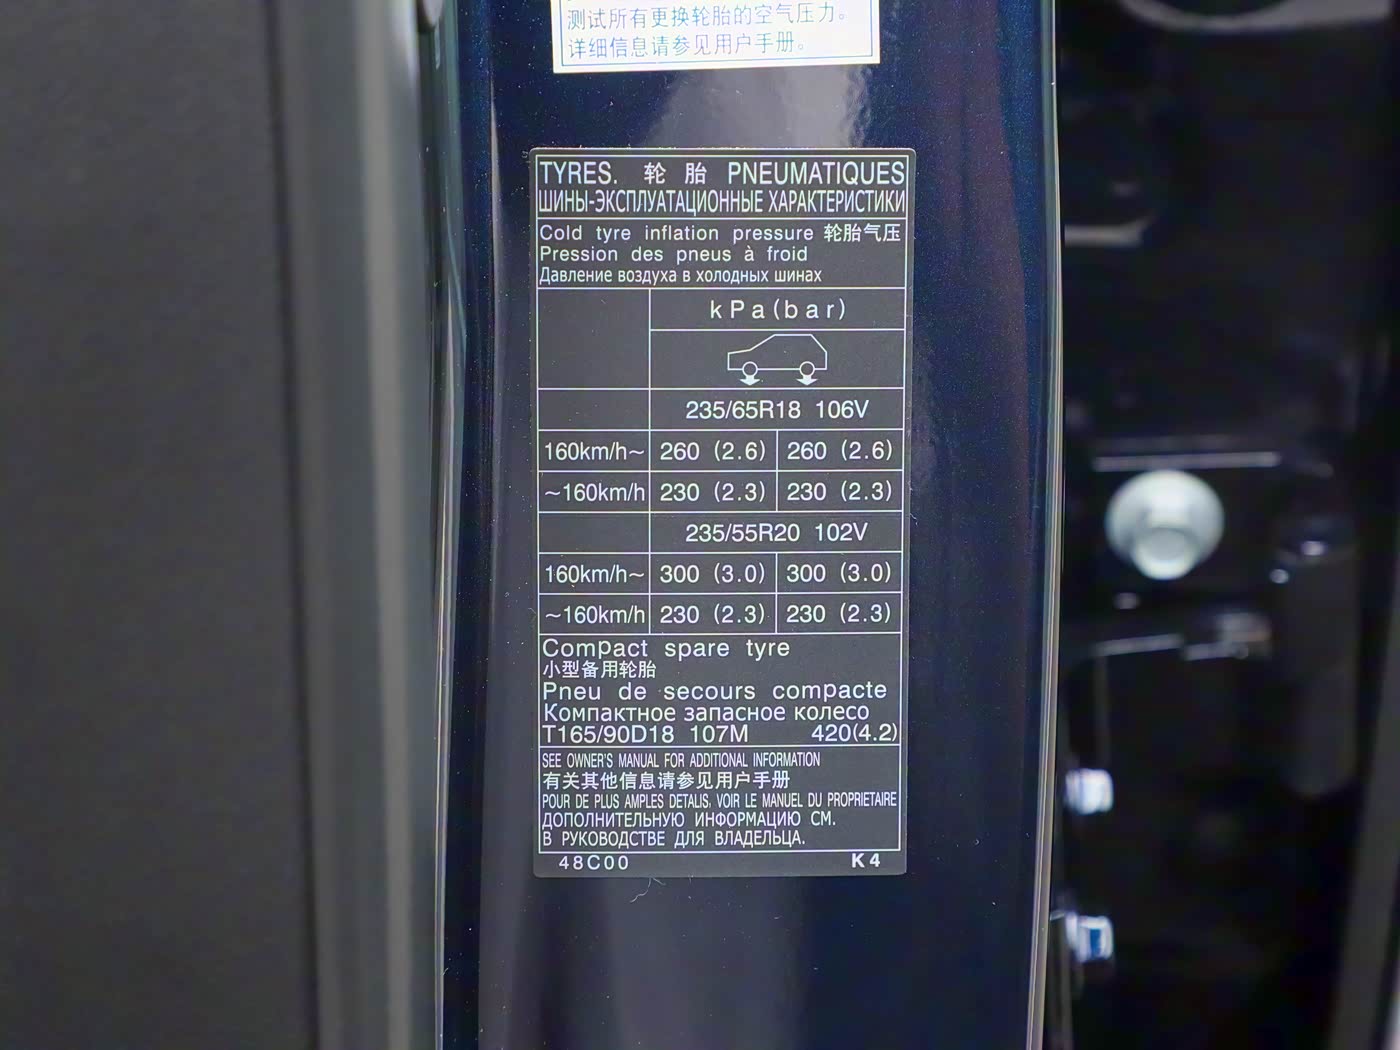 测试所有更换轮胎的空气压力。
详细信息请参见用户手册。
TYRES. 轮 胎 PNEUMATIQUES
ШИНЫ-ЭКСПЛУАТАЦИОННЫЕ ХАРАКТЕРИСТИКИ
Cold tyre inflation pressure 轮胎气压
Pression des pneus à froid
Давление воздуха в холодных шинах
kPa(bar)
235/65R18 106V
160km/h~ 260 (2.6) 260 (2.6)
~160km/h 230 (2.3) 230 (2.3)
235/55R20 102V
160km/h~ 300 (3.0) 300 (3.0)
~160km/h 230 (2.3) 230 (2.3)
Compact spare tyre
小型备用轮胎
Pneu de secours compacte
Компактное запасное колесо
T165/90D18 107M 420(4.2)
SEE OWNER'S MANUAL FOR ADDITIONAL INFORMATION
有关其他信息请参见用户手册
POUR DE PLUS AMPLES DETALIS, VOIR LE MANUEL DU PROPRIETAIRE
ДОПОЛНИТЕЛЬНУЮ ИНФОРМАЦИЮ СМ.
В РУКОВОДСТВЕ ДЛЯ ВЛАДЕЛЬЦА.
48C00 K4